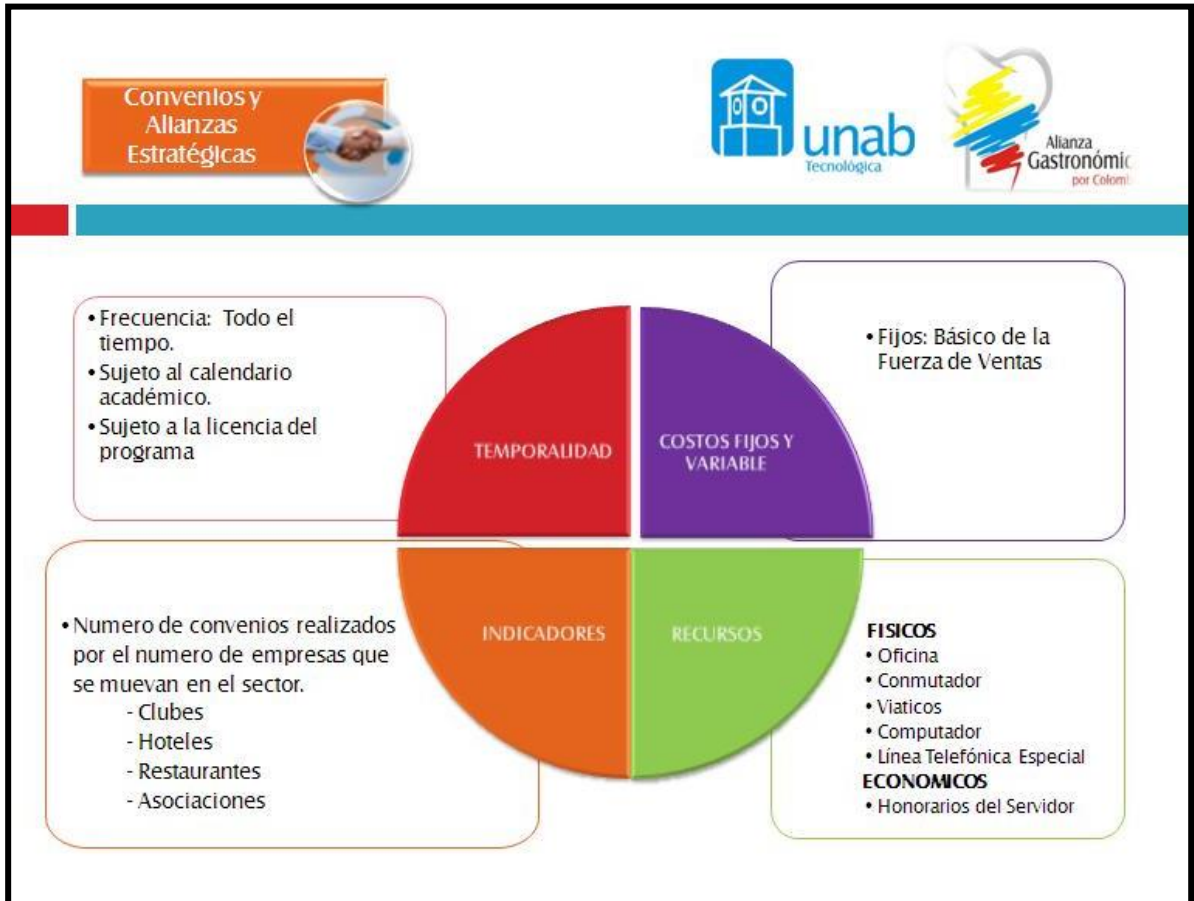 Convenios y
Alianzas
Estratégicas
unab
Tecnológica
Alianza
Gastronómic
por Colomb
• Frecuencia: Todo el
tiempo.
• Sujeto al calendario
académico.
• Sujeto a la licencia del
programa
TEMPORALIDAD
COSTOS FIJOS Y
VARIABLE
• Fijos: Básico de la
Fuerza de Ventas
• Numero de convenios realizados
por el numero de empresas que
se muevan en el sector.
- Clubes
- Hoteles
- Restaurantes
- Asociaciones
INDICADORES
RECURSOS
FISICOS
• Oficina
• Conmutador
• Viaticos
• Computador
• Línea Telefónica Especial
ECONOMICOS
• Honorarios del Servidor